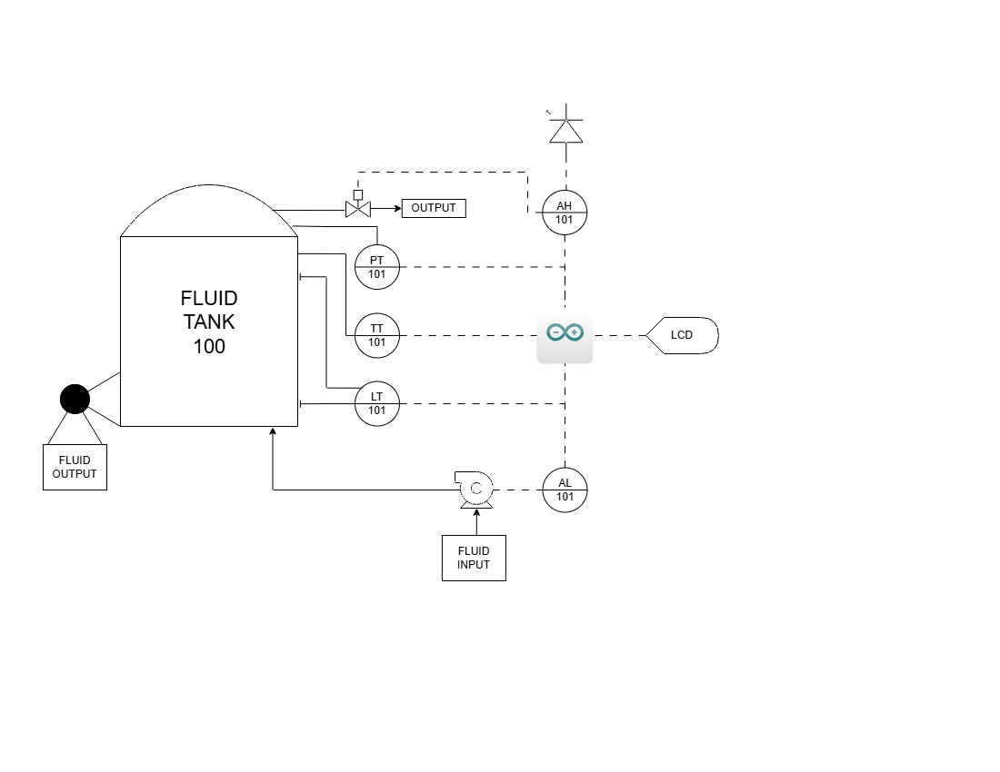 AH
101
OUTPUT
PT
101
FLUID
TANK
100
TT
101
LCD
LT
101
FLUID
OUTPUT
AL
101
FLUID
INPUT